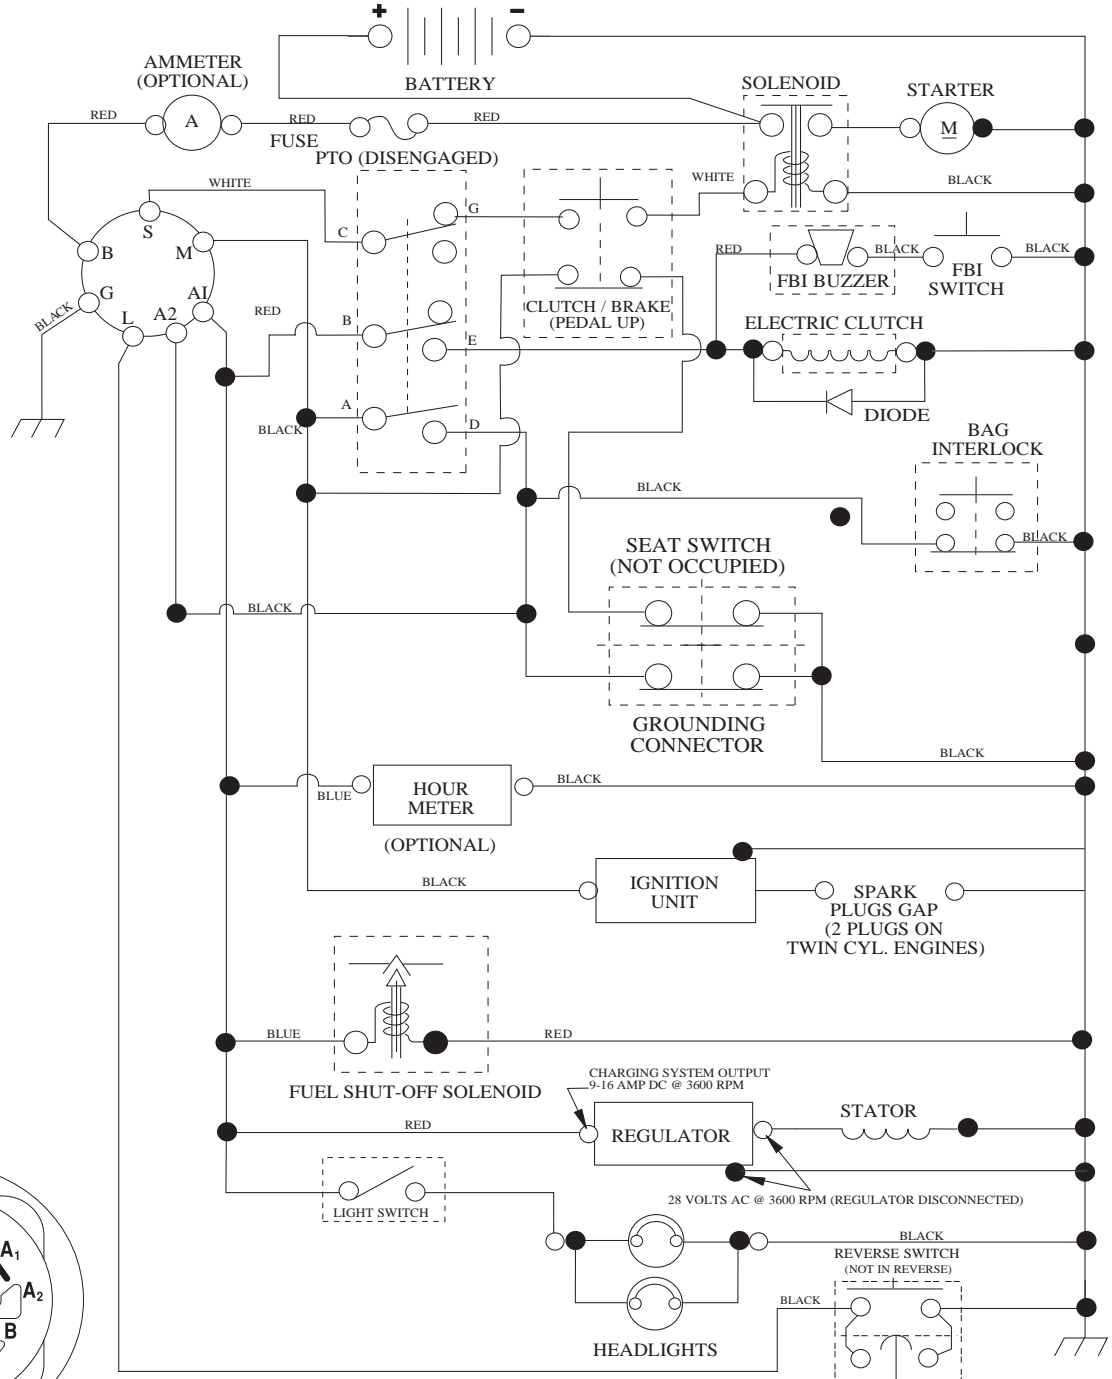 + -
BATTERY
AMMETER
(OPTIONAL)
RED
A
RED
FUSE
RED
SOLENOID
STARTER
M
PTO (DISENGAGED)
WHITE
WHITE
BLACK
S
B
M
G
L
A2
AI
BLACK
RED
C
G
B
E
A
D
BLACK
CLUTCH / BRAKE
(PEDAL UP)
RED
BLACK
BLACK
FBI BUZZER
FBI
SWITCH
ELECTRIC CLUTCH
DIODE
BAG
INTERLOCK
BLACK
BLACK
SEAT SWITCH
(NOT OCCUPIED)
BLACK
GROUNDING
CONNECTOR
BLACK
BLUE
HOUR
METER
BLACK
(OPTIONAL)
BLACK
IGNITION
UNIT
SPARK
PLUGS GAP
(2 PLUGS ON
TWIN CYL. ENGINES)
BLUE
RED
FUEL SHUT-OFF SOLENOID
CHARGING SYSTEM OUTPUT
9-16 AMP DC @ 3600 RPM
RED
REGULATOR
STATOR
28 VOLTS AC @ 3600 RPM (REGULATOR DISCONNECTED)
LIGHT SWITCH
BLACK
REVERSE SWITCH
(NOT IN REVERSE)
BLACK
HEADLIGHTS
A1
A2
B